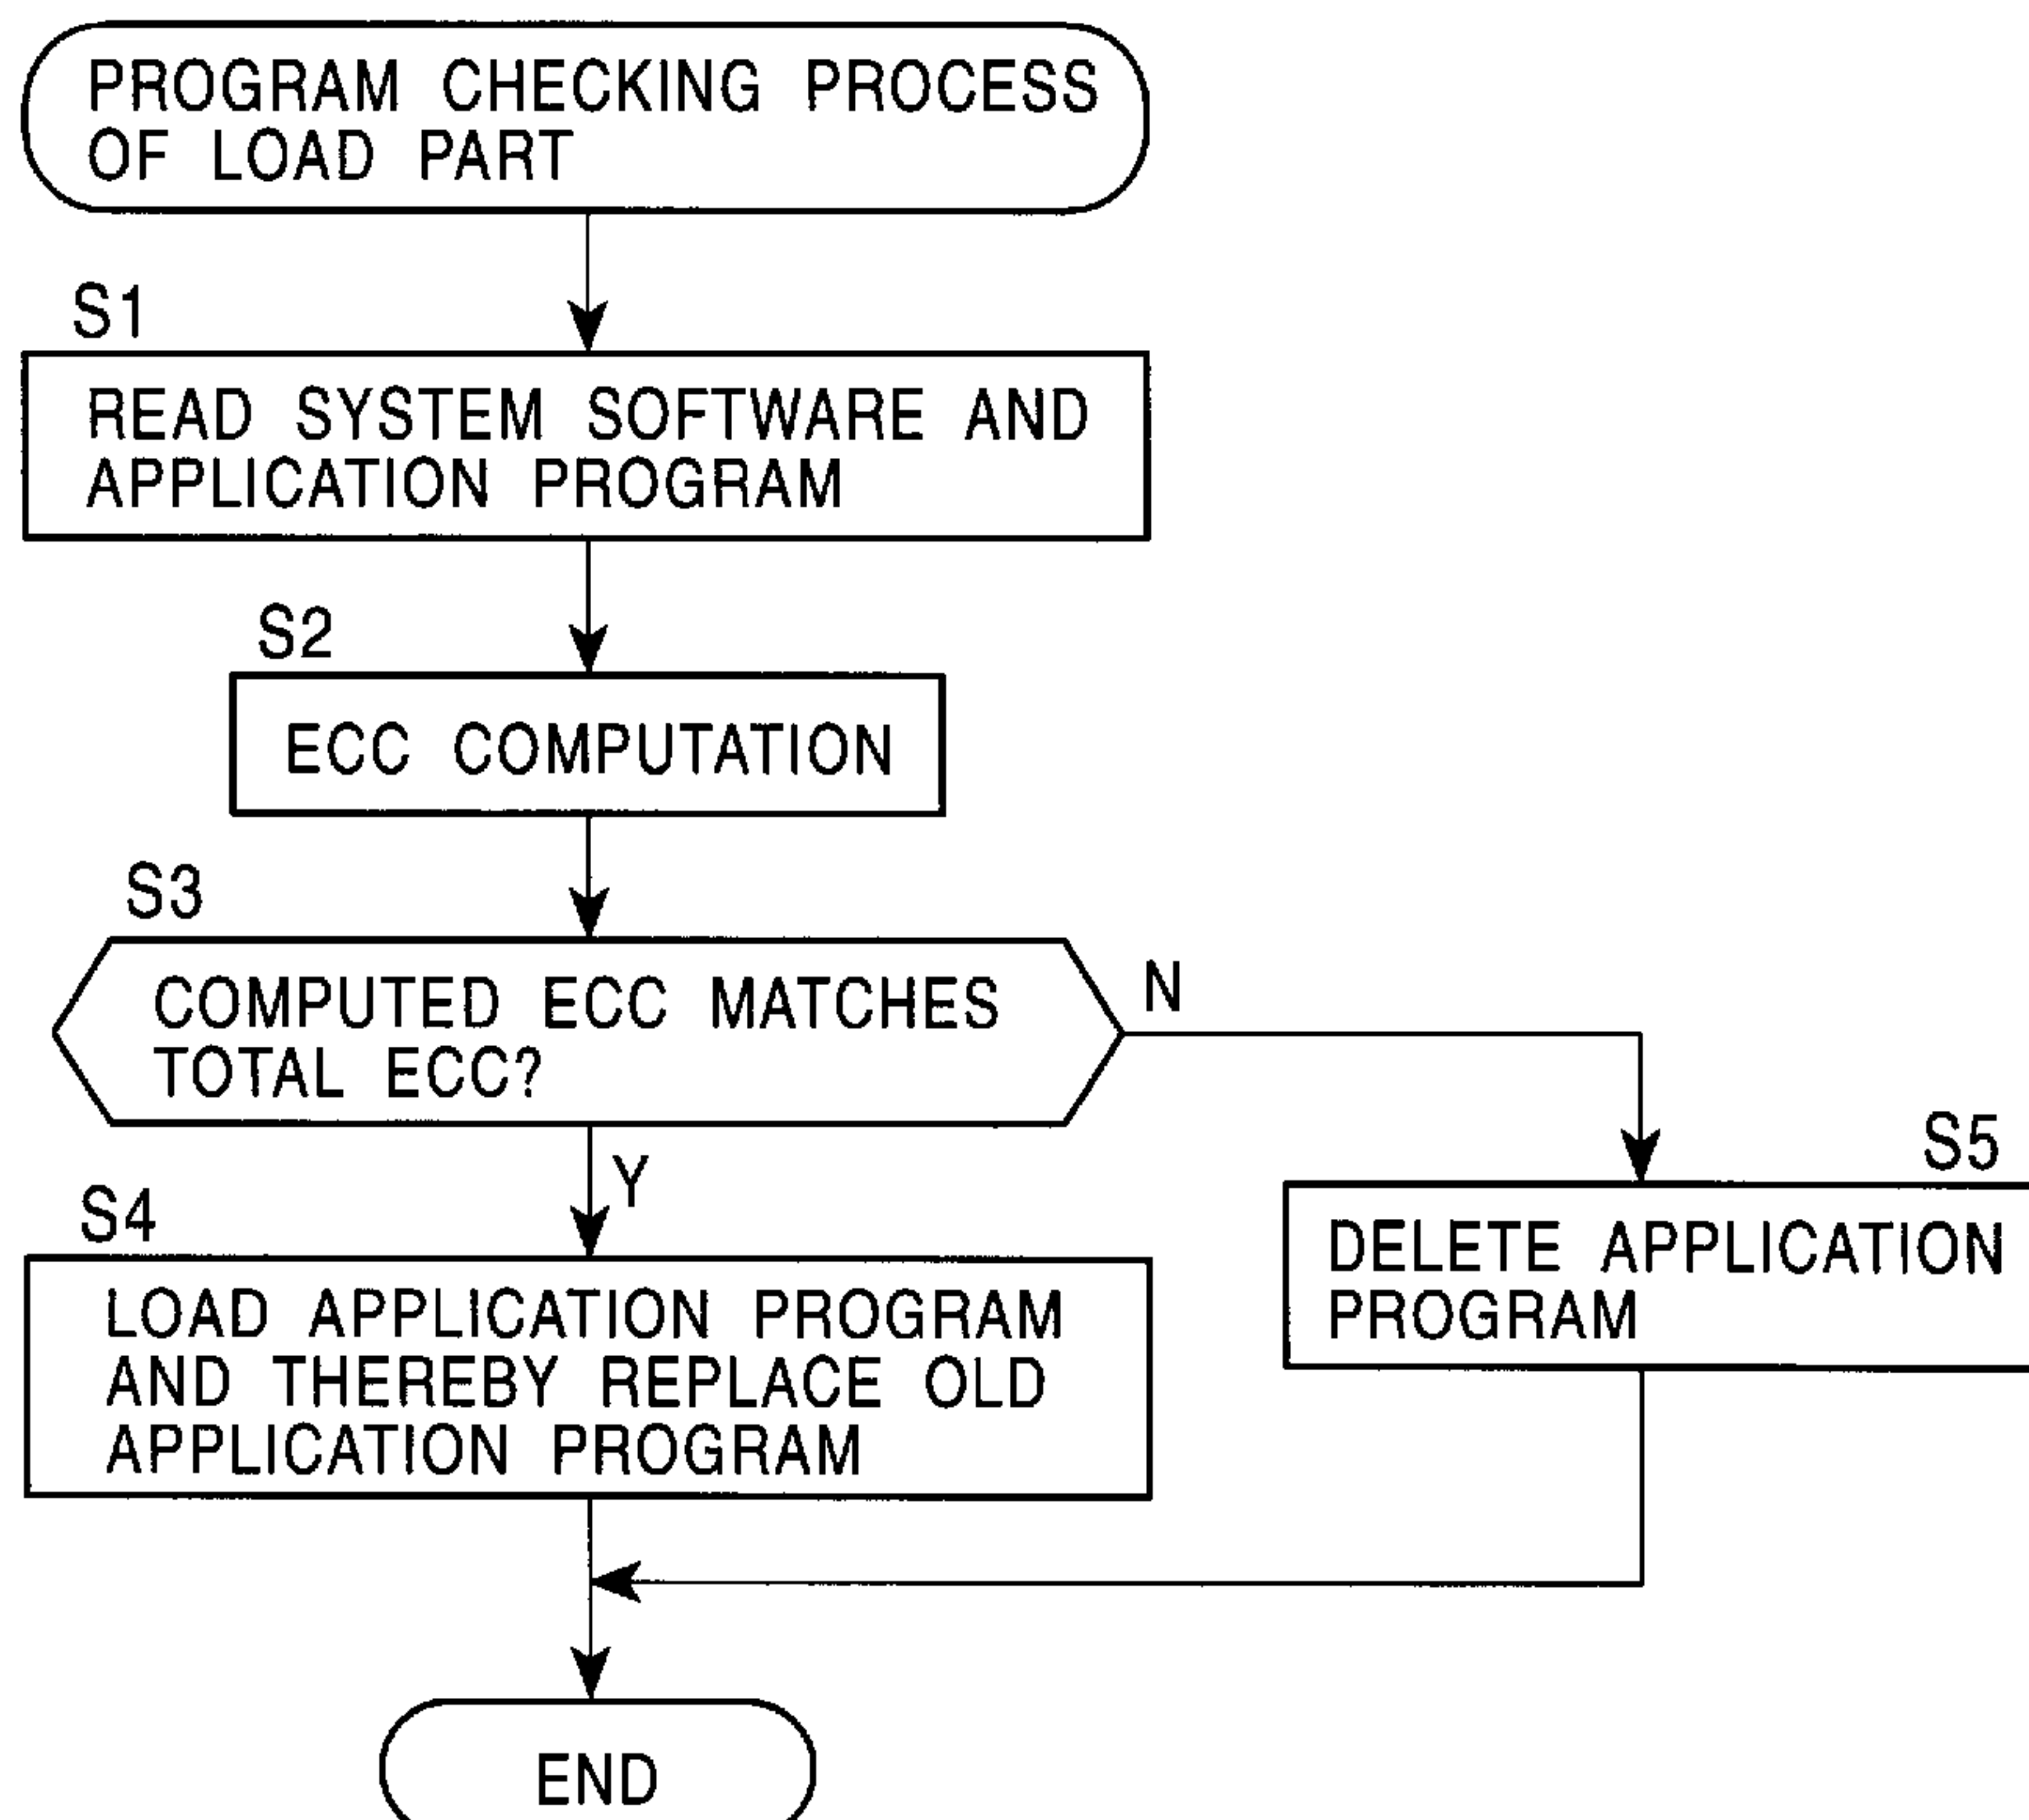 PROGRAM CHECKING PROCESS
OF LOAD PART
S1
READ SYSTEM SOFTWARE AND
APPLICATION PROGRAM
S2
ECC COMPUTATION
S3
COMPUTED ECC MATCHES
TOTAL ECC?
N
Y
S4
LOAD APPLICATION PROGRAM
AND THEREBY REPLACE OLD
APPLICATION PROGRAM
S5
DELETE APPLICATION
PROGRAM
END